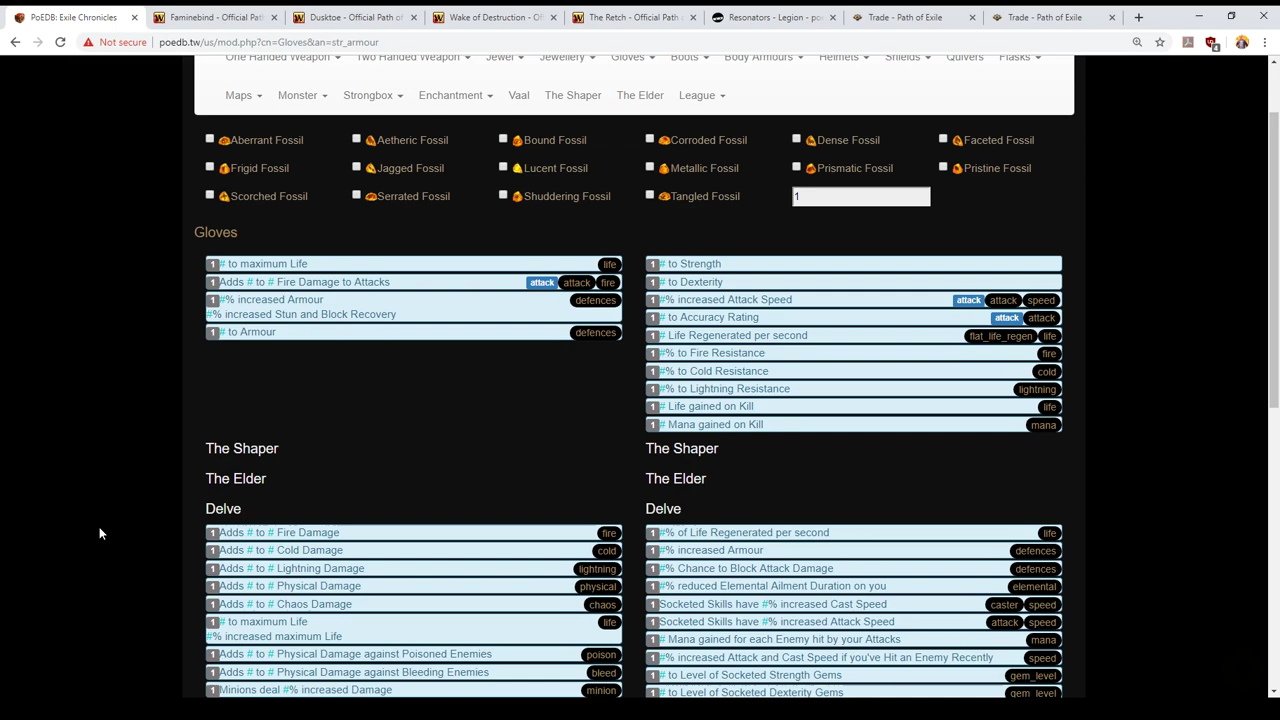 PoEDB: Exile Chronicles
Faminebind - Official Path of
Dusktoe - Official Path of
Wake of Destruction - Of
The Retch - Official Path o
Resonators - Legion - poe
Trade - Path of Exile
Trade - Path of Exile
Not secure
poedb.tw/us/mod.php?cn=Gloves&an=str_armour
One Handed Weapon
Two Handed Weapon
Jewel
Jewellery
Gloves
Boots
Body Armours
Helmets
Shields
Quivers
Flasks
Maps
Monster
Strongbox
Enchantment
Vaal
The Shaper
The Elder
League
Aberrant Fossil
Aetheric Fossil
Bound Fossil
Corroded Fossil
Dense Fossil
Faceted Fossil
Frigid Fossil
Jagged Fossil
Lucent Fossil
Metallic Fossil
Prismatic Fossil
Pristine Fossil
Scorched Fossil
Serrated Fossil
Shuddering Fossil
Tangled Fossil
1
Gloves
1 # to maximum Life life
1 Adds # to # Fire Damage to Attacks attack attack fire
1 #% increased Armour defences
#% increased Stun and Block Recovery
1 # to Armour defences
1 # to Strength
1 # to Dexterity
1 #% increased Attack Speed attack attack speed
1 # to Accuracy Rating attack attack
1 # Life Regenerated per second flat_life_regen life
1 #% to Fire Resistance fire
1 #% to Cold Resistance cold
1 #% to Lightning Resistance lightning
1 # Life gained on Kill life
1 # Mana gained on Kill mana
The Shaper
The Shaper
The Elder
The Elder
Delve
Delve
1 Adds # to # Fire Damage fire
1 Adds # to # Cold Damage cold
1 Adds # to # Lightning Damage lightning
1 Adds # to # Physical Damage physical
1 Adds # to # Chaos Damage chaos
1 # to maximum Life life
#% increased maximum Life
1 Adds # to # Physical Damage against Poisoned Enemies poison
1 Adds # to # Physical Damage against Bleeding Enemies bleed
1 Minions deal #% increased Damage minion
1 #% of Life Regenerated per second life
1 #% increased Armour defences
1 #% Chance to Block Attack Damage defences
1 #% reduced Elemental Ailment Duration on you elemental
1 Socketed Skills have #% increased Cast Speed caster speed
1 Socketed Skills have #% increased Attack Speed attack speed
1 # Mana gained for each Enemy hit by your Attacks mana
1 #% increased Attack and Cast Speed if you've Hit an Enemy Recently speed
1 # to Level of Socketed Strength Gems gem_level
1 # to Level of Socketed Dexterity Gems gem_level